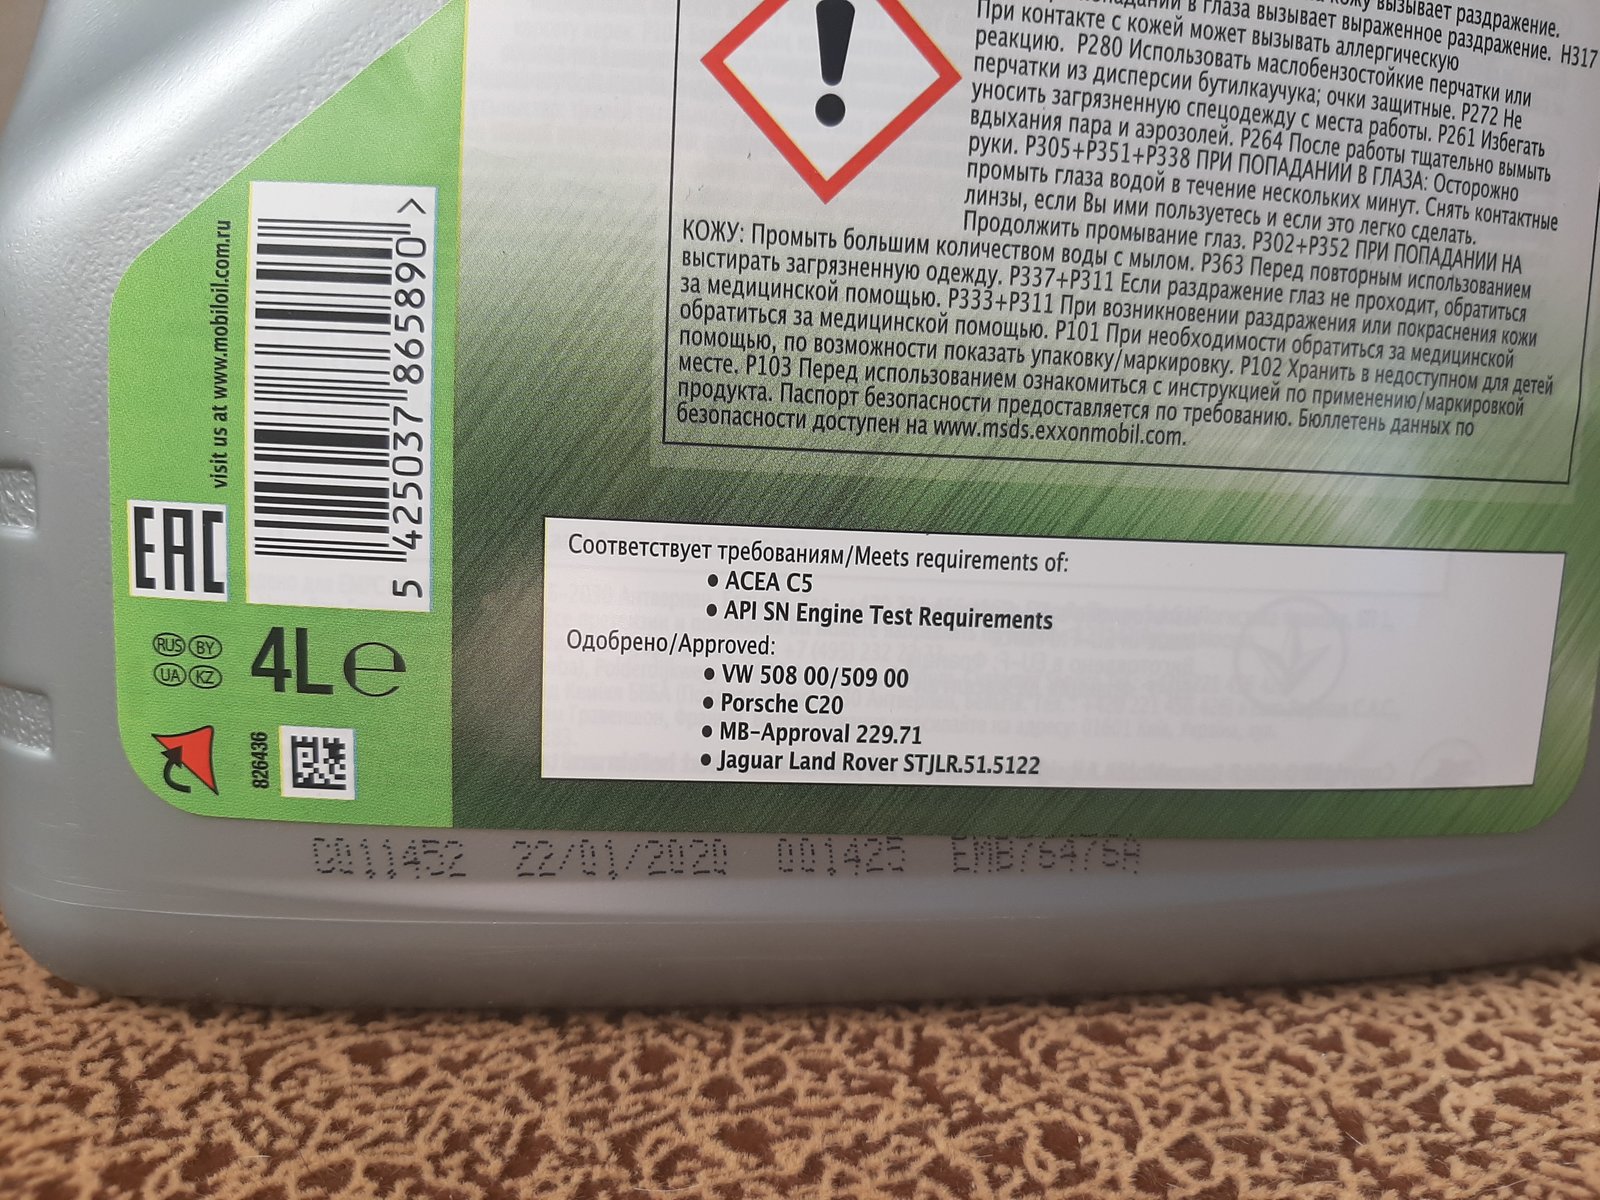 кожу вызывает раздражение.
в глаза вызывает выраженное раздражение. H317
При контакте с кожей может вызывать аллергическую
реакцию. P280 Использовать маслобензостойкие перчатки или
перчатки из дисперсии бутилкаучука; очки защитные. P272 Не
уносить загрязненную спецодежду с места работы. P261 Избегать
вдыхания пара и аэрозолей. P264 После работы тщательно вымыть
руки. P305+P351+P338 ПРИ ПОПАДАНИИ В ГЛАЗА: Осторожно
промыть глаза водой в течение нескольких минут. Снять контактные
линзы, если Вы ими пользуетесь и если это легко сделать.
Продолжить промывание глаз. P302+P352 ПРИ ПОПАДАНИИ НА
КОЖУ: Промыть большим количеством воды с мылом. P363 Перед повторным использованием
выстирать загрязненную одежду. P337+P311 Если раздражение глаз не проходит, обратиться
за медицинской помощью. P333+P311 При возникновении раздражения или покраснения кожи
обратиться за медицинской помощью. P101 При необходимости обратиться за медицинской
помощью, по возможности показать упаковку/маркировку. P102 Хранить в недоступном для детей
месте. P103 Перед использованием ознакомиться с инструкцией по применению/маркировкой
продукта. Паспорт безопасности предоставляется по требованию. Бюллетень данных по
безопасности доступен на www.msds.exxonmobil.com.
visit us at www.mobiloil.com.ru
5 425037 865890 >
EAC
RUS BY
UA KZ
4L e
826436
Соответствует требованиям/Meets requirements of:
• ACEA C5
• API SN Engine Test Requirements
Одобрено/Approved:
• VW 508 00/509 00
• Porsche C20
• MB-Approval 229.71
• Jaguar Land Rover STJLR.51.5122
G011452 22/01/2020 001425 EMB76476A